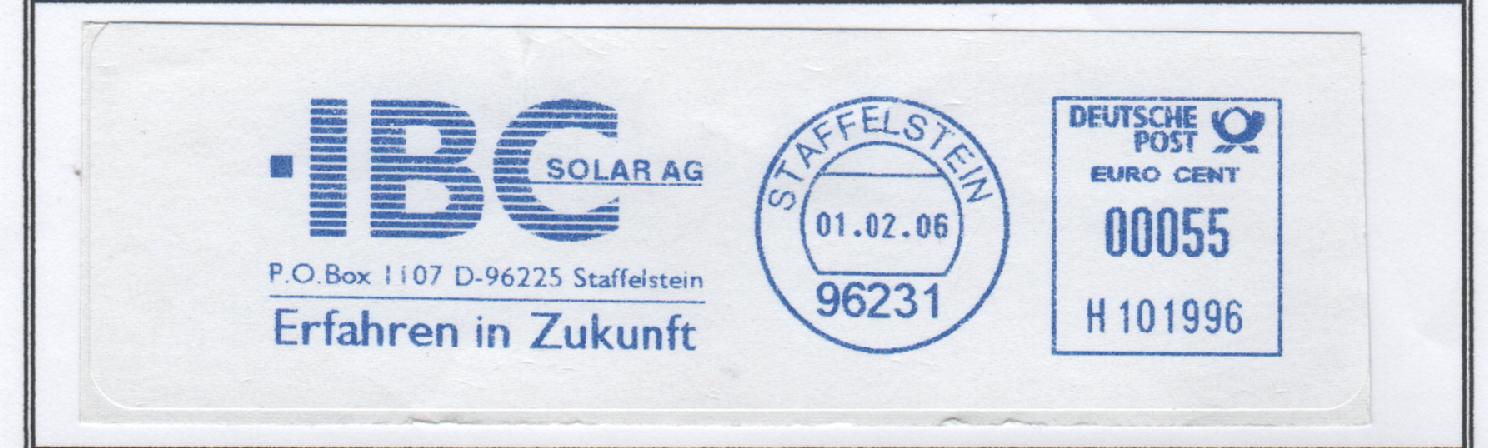 IBC
SOLAR AG
P.O.Box 1107 D-96225 Staffelstein
Erfahren in Zukunft
STAFFELSTEIN
01.02.06
96231
DEUTSCHE
POST
EURO CENT
00055
H 101996